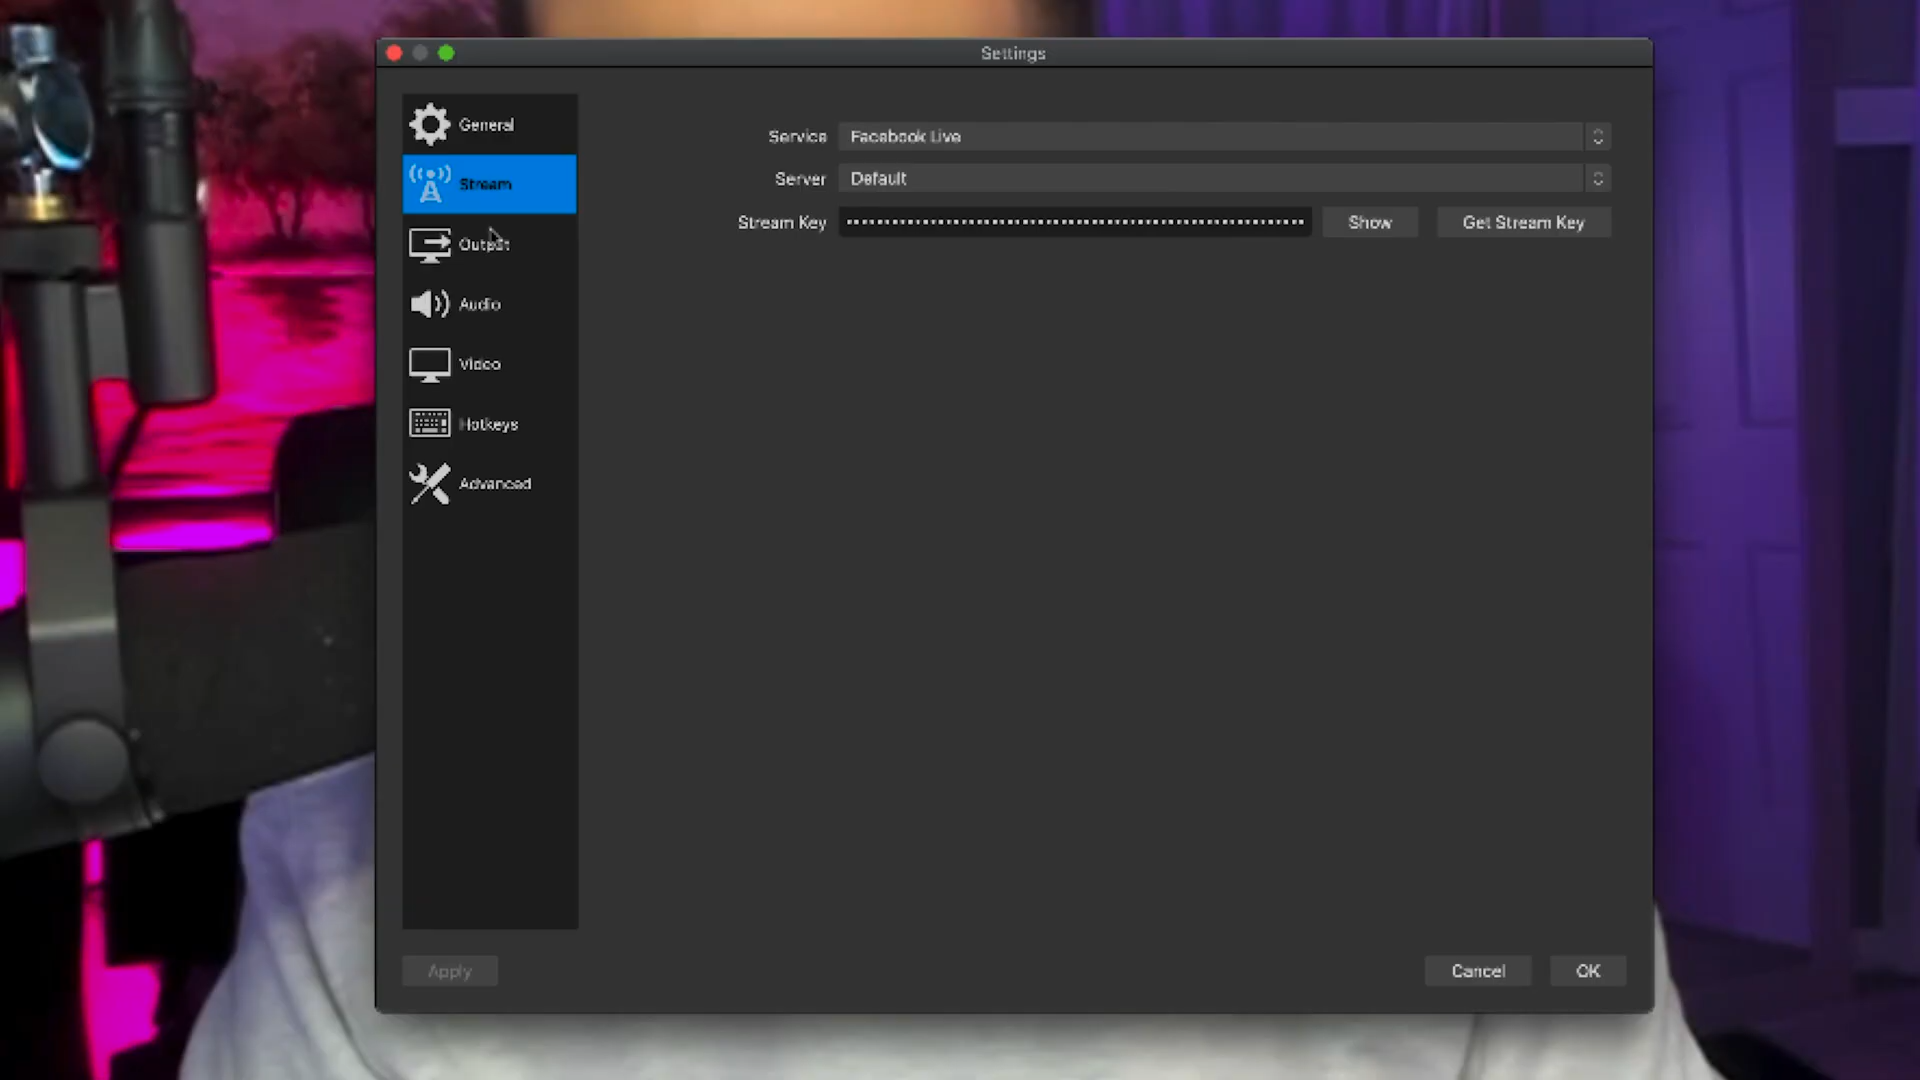 Settings
General
Stream
Output
Audio
Video
Hotkeys
Advanced
Service Facebook Live
Server Default
Stream Key Show Get Stream Key
Apply Cancel OK